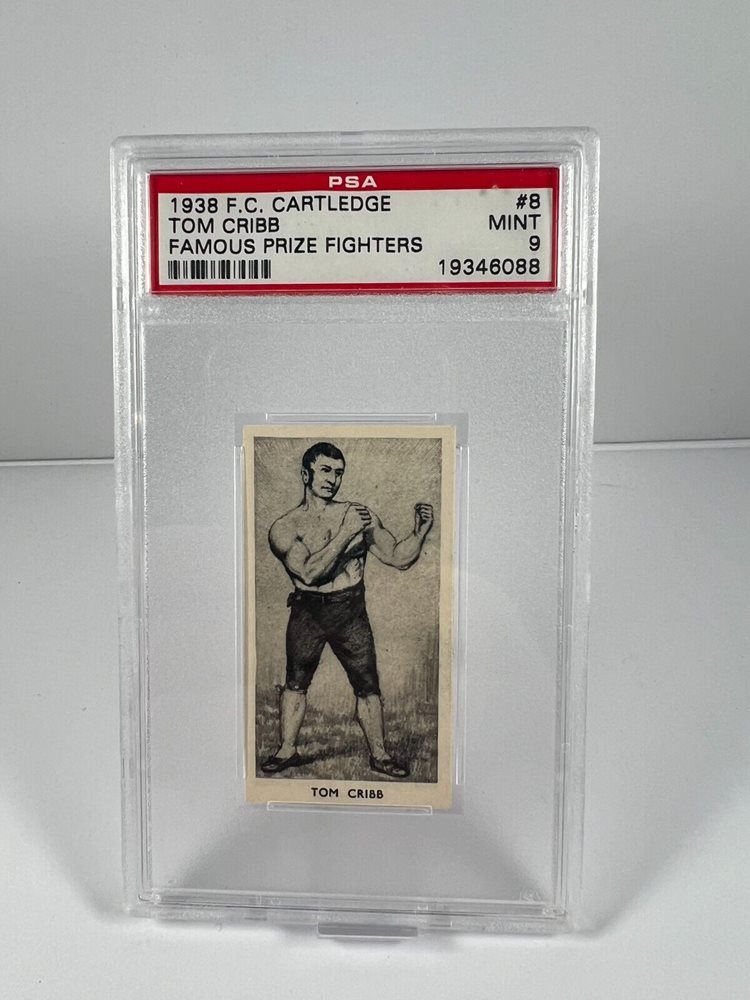 PSA
1938 F.C. CARTLEDGE #8
TOM CRIBB MINT
FAMOUS PRIZE FIGHTERS 9
19346088
TOM CRIBB